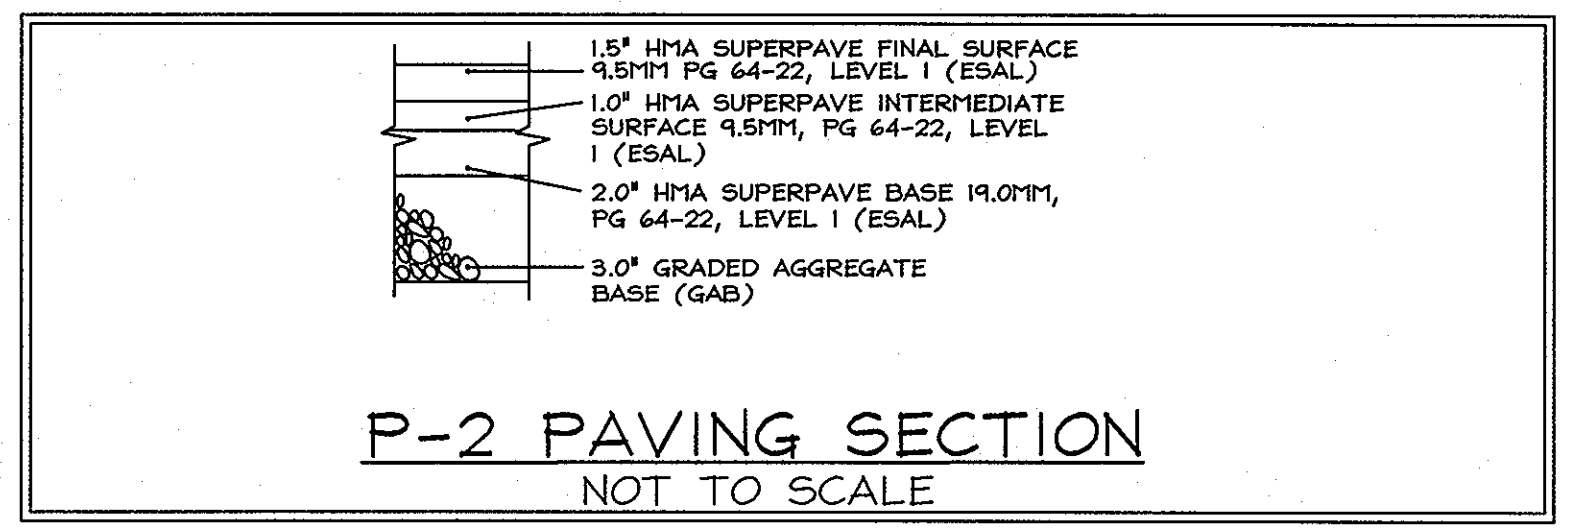 1.5" HMA SUPERPAVE FINAL SURFACE
9.5MM PG 64-22, LEVEL 1 (ESAL)
1.0" HMA SUPERPAVE INTERMEDIATE
SURFACE 9.5MM, PG 64-22, LEVEL
1 (ESAL)
2.0" HMA SUPERPAVE BASE 19.0MM,
PG 64-22, LEVEL 1 (ESAL)
3.0" GRADED AGGREGATE
BASE (GAB)
P-2 PAVING SECTION
NOT TO SCALE